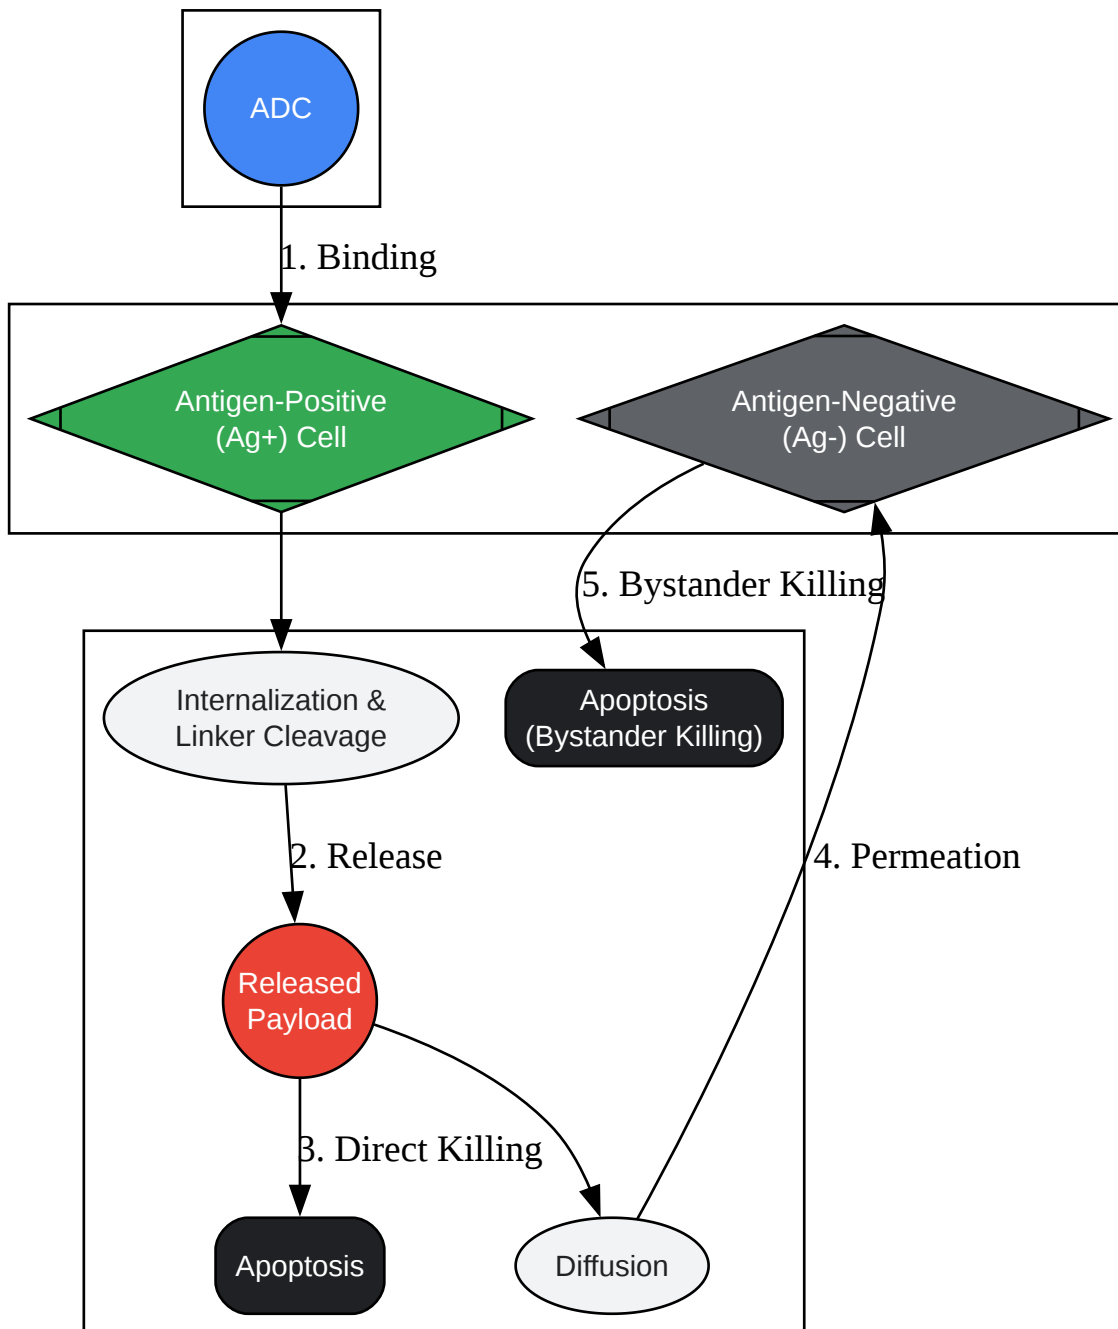 ADC
1. Binding
Antigen-Positive
(Ag+) Cell
Antigen-Negative
(Ag-) Cell
5. Bystander Killing
Internalization &
Linker Cleavage
Apoptosis
(Bystander Killing)
2. Release
4. Permeation
Released
Payload
3. Direct Killing
Apoptosis
Diffusion